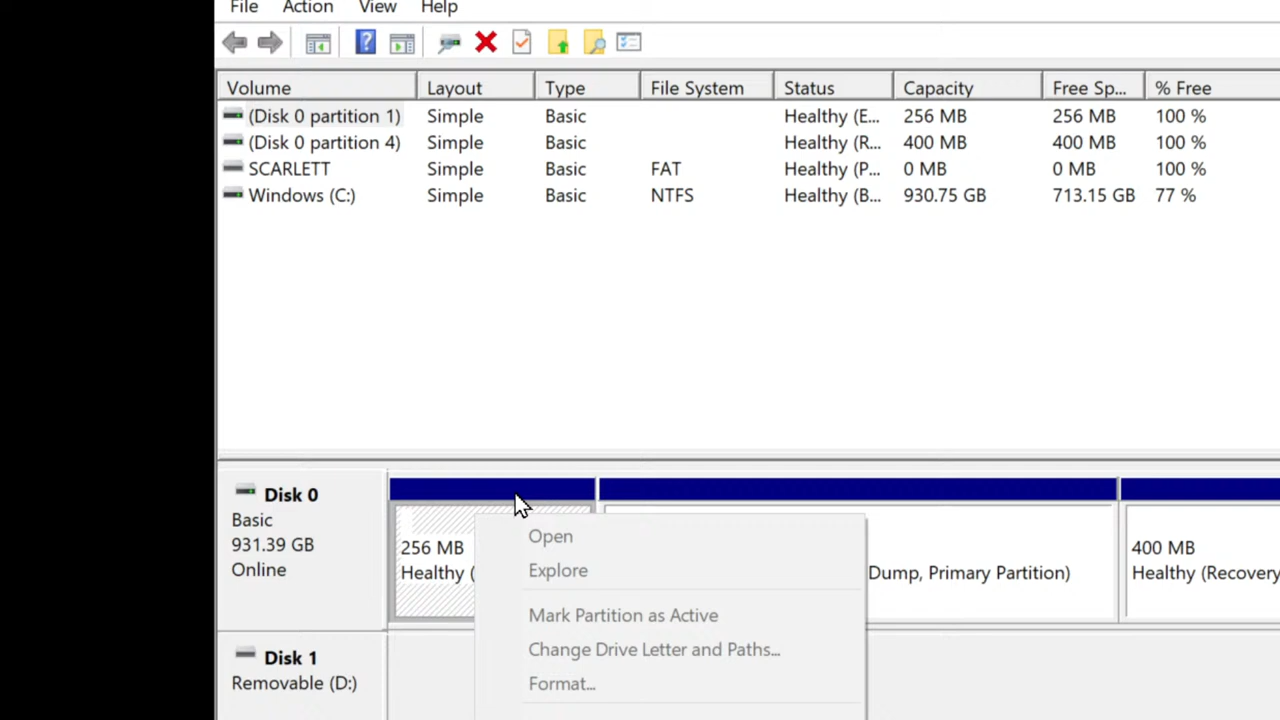 File Action View Help
Volume Layout Type File System Status Capacity Free Sp... % Free
(Disk 0 partition 1) Simple Basic Healthy (E... 256 MB 256 MB 100 %
(Disk 0 partition 4) Simple Basic Healthy (R... 400 MB 400 MB 100 %
SCARLETT Simple Basic FAT Healthy (P... 0 MB 0 MB 100 %
Windows (C:) Simple Basic NTFS Healthy (B... 930.75 GB 713.15 GB 77 %
Disk 0
Basic
931.39 GB
Online
256 MB
Healthy (
Dump, Primary Partition)
400 MB
Healthy (Recovery
Open
Explore
Mark Partition as Active
Change Drive Letter and Paths...
Format...
Disk 1
Removable (D:)